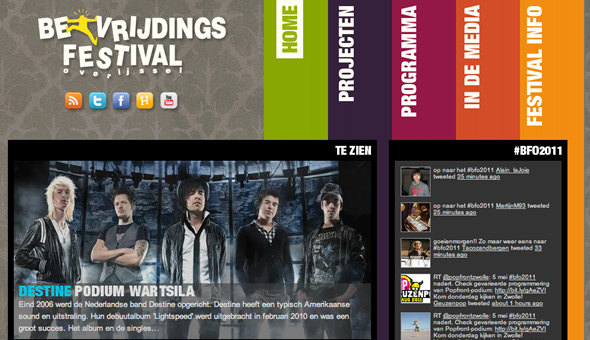 BEVRIJDINGS
FESTIVAL
overijssel
HOME
PROJECTEN
PROGRAMMA
IN DE MEDIA
FESTIVAL INFO
TE ZIEN
DESTINE PODIUM WARTSILA
Eind 2006 werd de Nederlandse band Destine opgericht. Destine heeft een typisch Amerikaanse
sound en uitstraling. Hun debuutalbum 'Lightspeed' werd uitgebracht in februari 2010 en was een
groot succes. Het album en de singles…
#BFO2011
op naar het #bfo2011 Alain_laJoie
tweeted 25 minutes ago
op naar het #bfo2011 MartijnM93 tweeted
25 minutes ago
goeienmorgen!! Zo maar weer eens naar
#bfo2011 Tacozandbergen tweeted 33
minutes ago
RT @popfrontzwolle: 5 mei #bfo2011
nadert. Check gevarieerde programmering
van Popfront-podium: http://bit.ly/gAeZVl
Kom donderdag kijken in Zwolle!
Geuzenpop tweeted about 1 hours ago
RT @popfrontzwolle: 5 mei #bfo2011
nadert. Check gevarieerde programmering
van Popfront-podium: http://bit.ly/gAeZVl
Kom donderdag kijken in Zwolle!